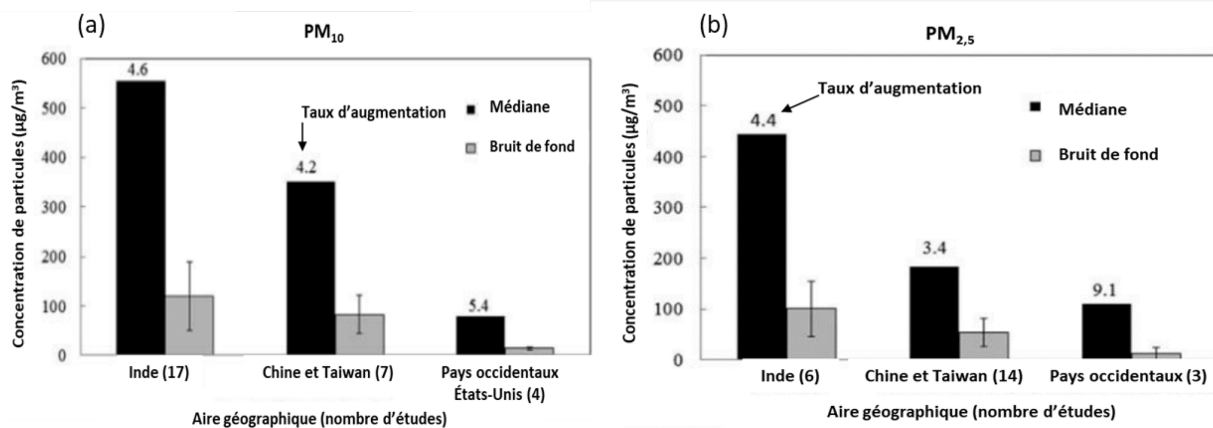 (a)
PM10
Concentration de particules (µg/m³)
600
500
400
300
200
100
0
4.6
Taux d’augmentation
4.2
5.4
Médiane
Bruit de fond
Inde (17)
Chine et Taiwan (7)
Pays occidentaux
États-Unis (4)
Aire géographique (nombre d’études)
(b)
PM2,5
Concentration de particules (µg/m³)
600
500
400
300
200
100
0
Taux d’augmentation
4.4
3.4
9.1
Médiane
Bruit de fond
Inde (6)
Chine et Taiwan (14)
Pays occidentaux (3)
Aire géographique (nombre d’études)